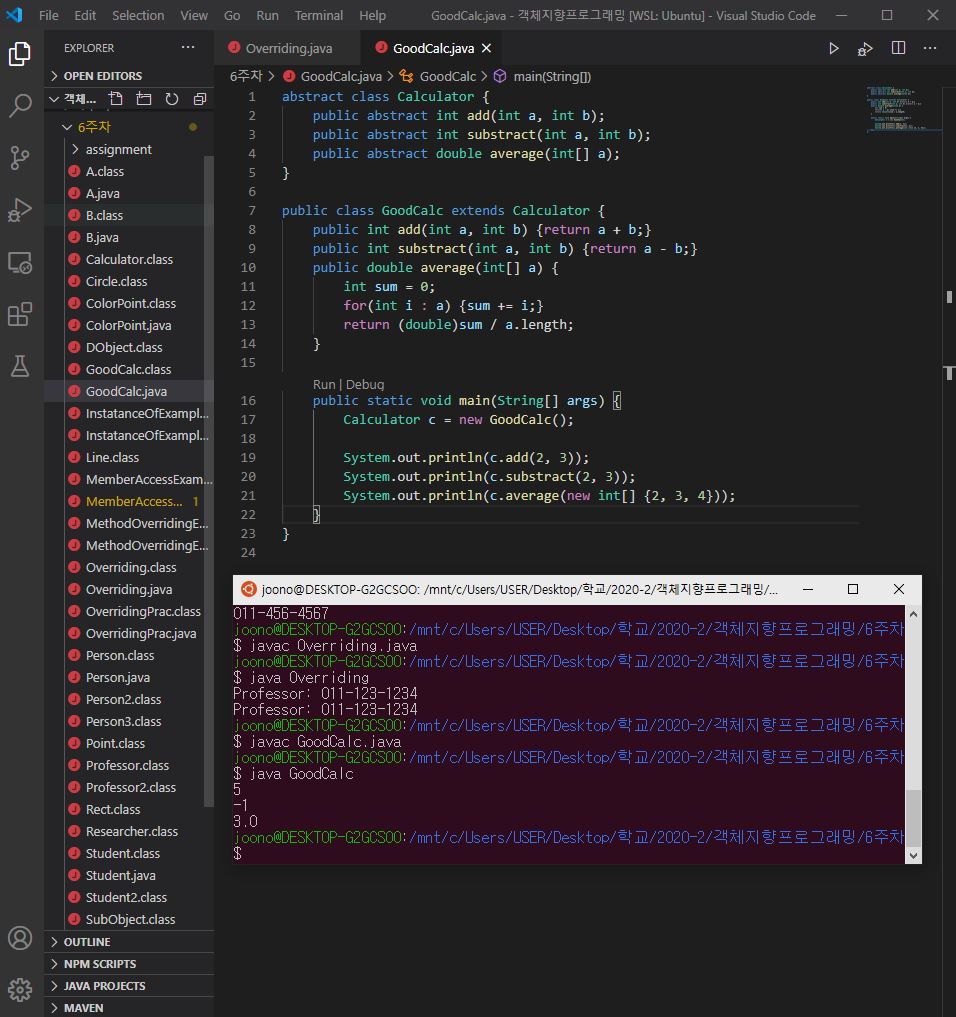 File Edit Selection View Go Run Terminal Help GoodCalc.java - 객체지향프로그래밍 [WSL: Ubuntu] - Visual Studio Code
EXPLORER
OPEN EDITORS
객체...
6주차
assignment
A.class
A.java
B.class
B.java
Calculator.class
Circle.class
ColorPoint.class
ColorPoint.java
DObject.class
GoodCalc.class
GoodCalc.java
InstatanceOfExampl...
InstatanceOfExampl...
Line.class
MemberAccessExam...
MemberAccess... 1
MethodOverridingE...
MethodOverridingE...
Overriding.class
Overriding.java
OverridingPrac.class
OverridingPrac.java
Person.class
Person.java
Person2.class
Person3.class
Point.class
Professor.class
Professor2.class
Rect.class
Researcher.class
Student.class
Student.java
Student2.class
SubObject.class
OUTLINE
NPM SCRIPTS
JAVA PROJECTS
MAVEN
Overriding.java GoodCalc.java
6주차 > GoodCalc.java > GoodCalc > main(String[])
1 abstract class Calculator {
2 public abstract int add(int a, int b);
3 public abstract int substract(int a, int b);
4 public abstract double average(int[] a);
5 }
6
7 public class GoodCalc extends Calculator {
8 public int add(int a, int b) {return a + b;}
9 public int substract(int a, int b) {return a - b;}
10 public double average(int[] a) {
11 int sum = 0;
12 for(int i : a) {sum += i;}
13 return (double)sum / a.length;
14 }
15
Run | Debug
16 public static void main(String[] args) {
17 Calculator c = new GoodCalc();
18
19 System.out.println(c.add(2, 3));
20 System.out.println(c.substract(2, 3));
21 System.out.println(c.average(new int[] {2, 3, 4}));
22 }
23 }
24
joono@DESKTOP-G2GCSOO: /mnt/c/Users/USER/Desktop/학교/2020-2/객체지향프로그래밍/...
011-456-4567
joono@DESKTOP-G2GCSOO:/mnt/c/Users/USER/Desktop/학교/2020-2/객체지향프로그래밍/6주차
$ javac Overriding.java
joono@DESKTOP-G2GCSOO:/mnt/c/Users/USER/Desktop/학교/2020-2/객체지향프로그래밍/6주차
$ java Overriding
Professor: 011-123-1234
Professor: 011-123-1234
joono@DESKTOP-G2GCSOO:/mnt/c/Users/USER/Desktop/학교/2020-2/객체지향프로그래밍/6주차
$ javac GoodCalc.java
joono@DESKTOP-G2GCSOO:/mnt/c/Users/USER/Desktop/학교/2020-2/객체지향프로그래밍/6주차
$ java GoodCalc
5
-1
3.0
joono@DESKTOP-G2GCSOO:/mnt/c/Users/USER/Desktop/학교/2020-2/객체지향프로그래밍/6주차
$